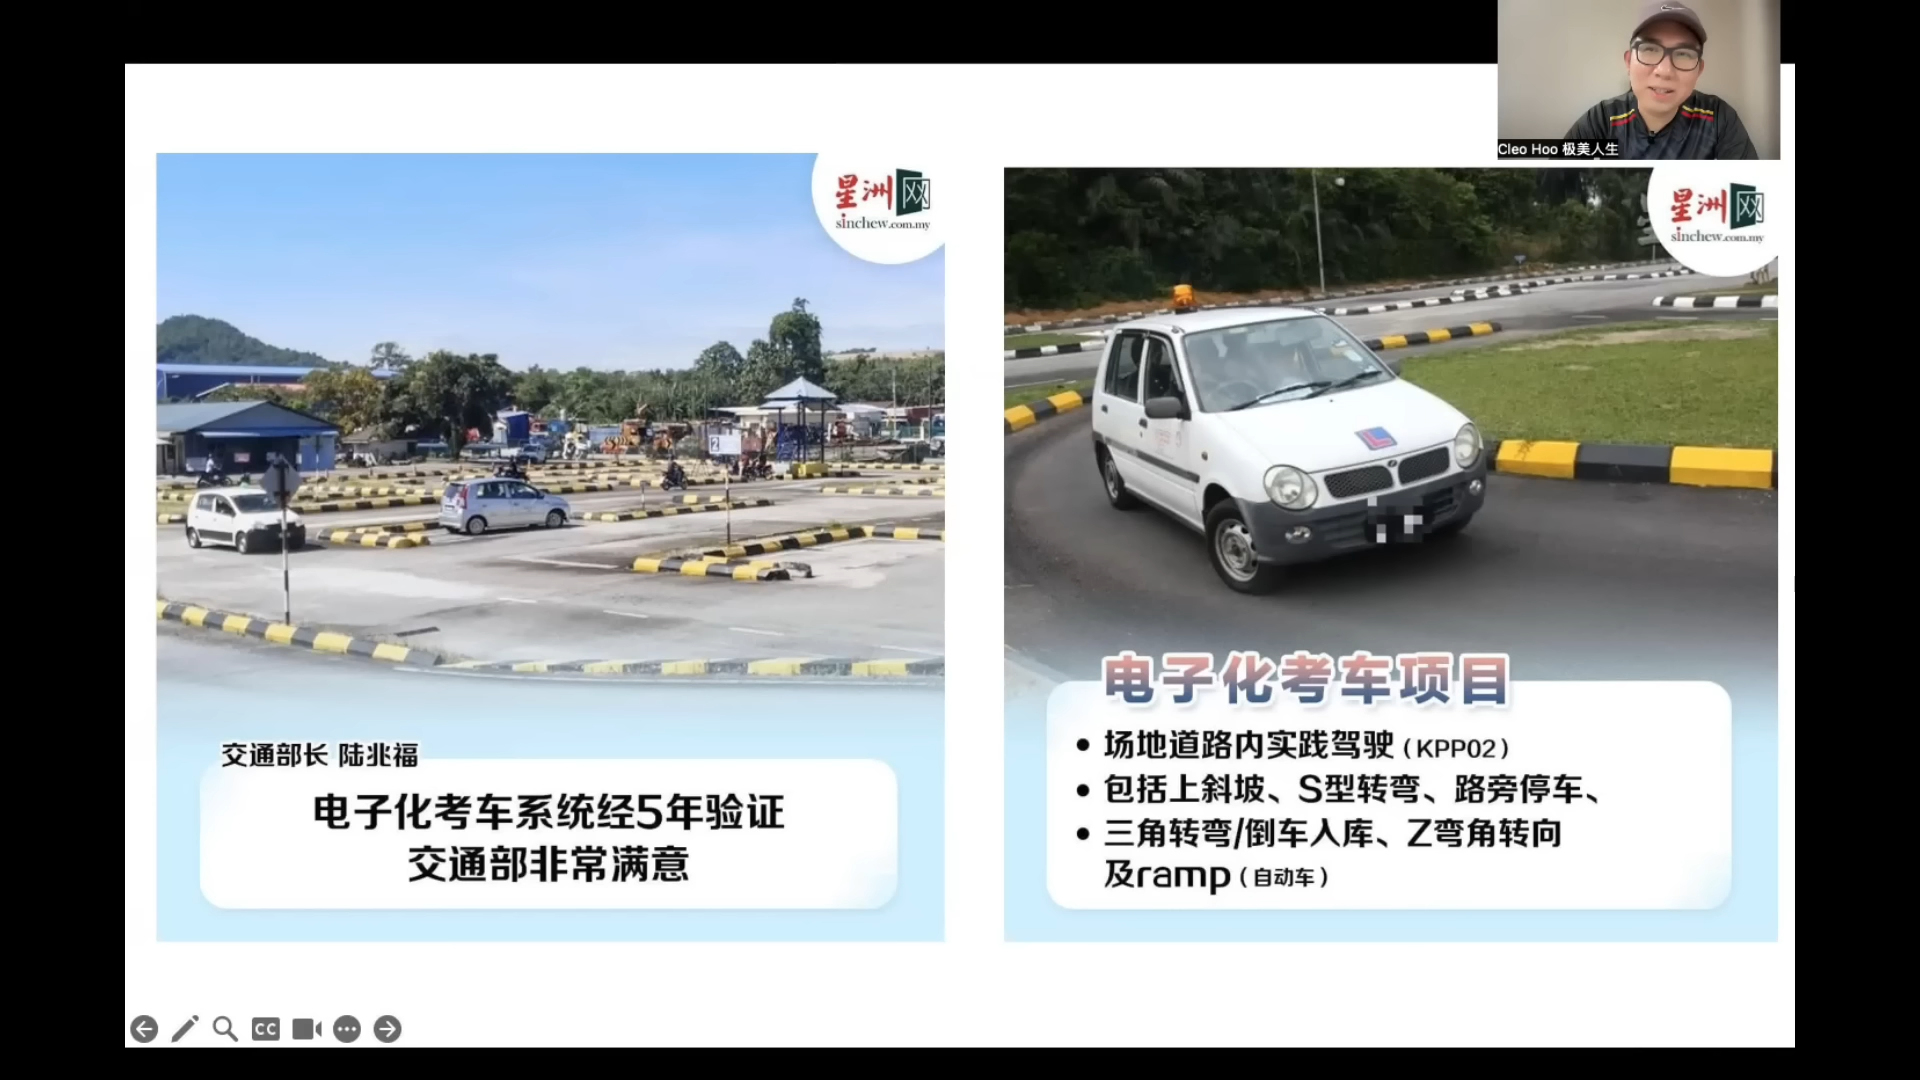 Cleo Hoo 极美人生
星洲网
sinchew.com.my
2
交通部长 陆兆福
电子化考车系统经5年验证
交通部非常满意
星洲网
sinchew.com.my
L
电子化考车项目
• 场地道路内实践驾驶（KPP02）
• 包括上斜坡、S型转弯、路旁停车、
• 三角转弯/倒车入库、Z弯角转向
及ramp（自动车）
CC